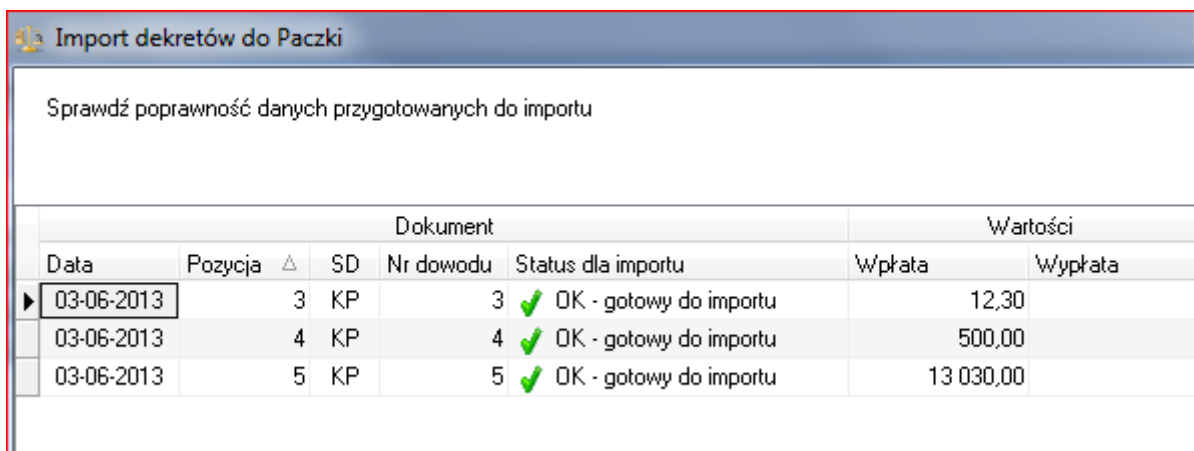 Import dekretów do Paczki
Sprawdź poprawność danych przygotowanych do importu
Dokument Wartości
Data Pozycja SD Nr dowodu Status dla importu Wpłata Wypłata
03-06-2013 3 KP 3 OK - gotowy do importu 12,30
03-06-2013 4 KP 4 OK - gotowy do importu 500,00
03-06-2013 5 KP 5 OK - gotowy do importu 13 030,00